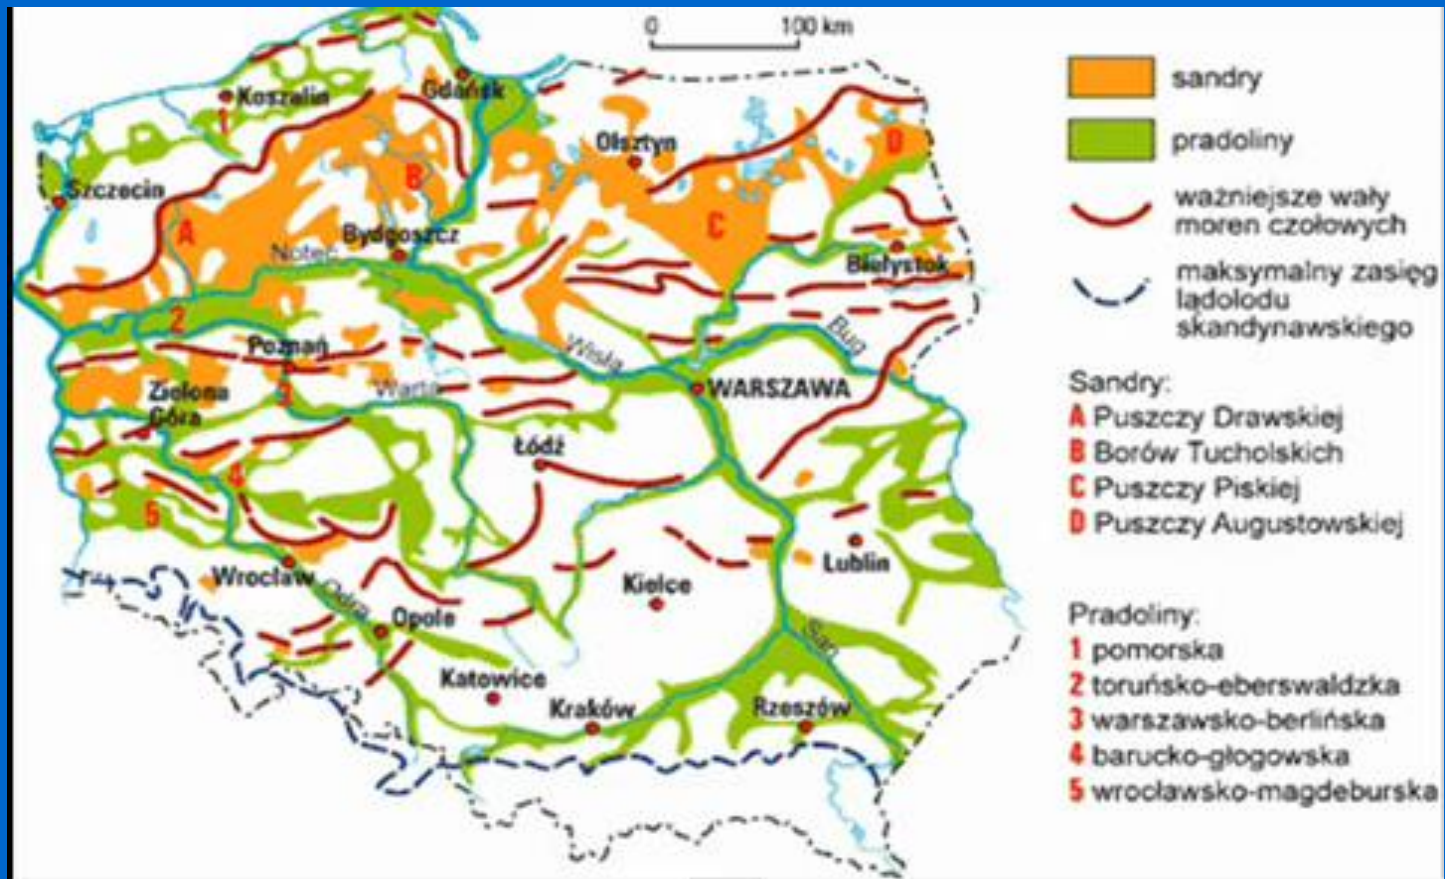 0 100 km
Koszalin
Gdańsk
1
Olsztyn
D
Szczecin
B
A
C
Bydgoszcz
Noteć
Białystok
2
Poznań
Wisła
Bug
Warta
WARSZAWA
Zielona
Góra
3
Łódź
4
5
Lublin
Wrocław
Kielce
Odra
Opole
San
Katowice
Kraków
Rzeszów
sandry
pradoliny
ważniejsze wały
moren czołowych
maksymalny zasięg
lądolodu
skandynawskiego
Sandry:
A Puszczy Drawskiej
B Borów Tucholskich
C Puszczy Piskiej
D Puszczy Augustowskiej
Pradoliny:
1 pomorska
2 toruńsko-eberswaldzka
3 warszawsko-berlińska
4 barucko-głogowska
5 wrocławsko-magdeburska